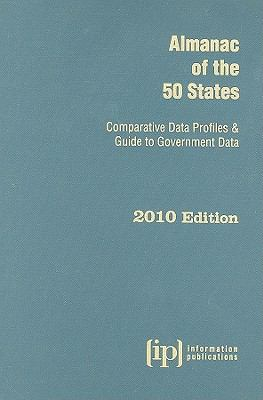 Almanac
of the
50 States
Comparative Data Profiles &
Guide to Government Data
2010 Edition
[ip] information
publications